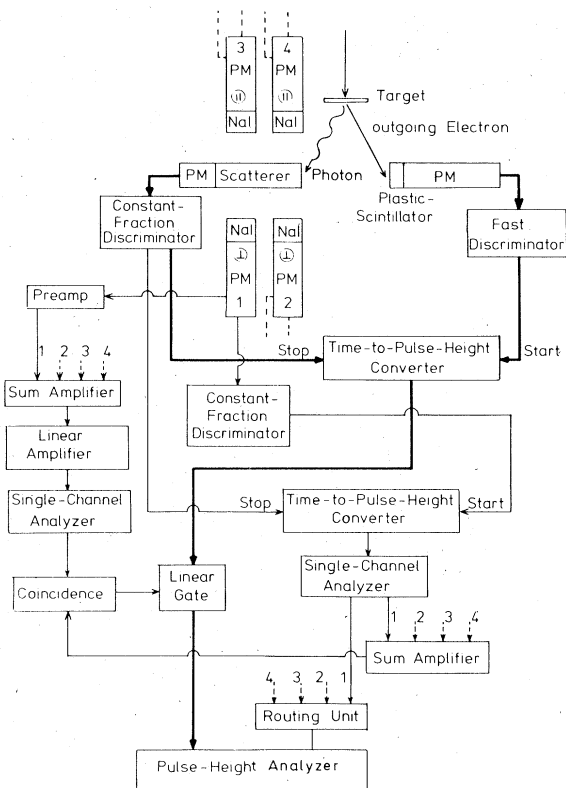 3 4
PM PM
(||) (||)
NaI NaI
Target
outgoing Electron
PM Scatterer
Photon
PM
Plastic-
Scintillator
Constant-
Fraction
Discriminator
Fast
Discriminator
NaI NaI
(⊥) (⊥)
PM PM
1 2
Preamp
1 2 3 4
Stop
Time-to-Pulse-Height
Converter
Start
Sum Amplifier
Constant-
Fraction
Discriminator
Linear
Amplifier
Single-Channel
Analyzer
Stop
Time-to-Pulse-Height
Converter
Start
Single-Channel
Analyzer
Coincidence
Linear
Gate
1 2 3 4
Sum Amplifier
4 3 2 1
Routing Unit
Pulse-Height Analyzer